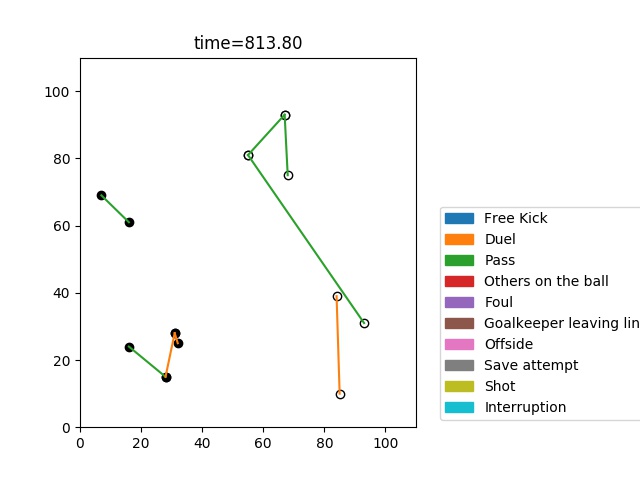 time=813.80
100
80
60
40
20
0
0 20 40 60 80 100
Free Kick
Duel
Pass
Others on the ball
Foul
Goalkeeper leaving lin
Offside
Save attempt
Shot
Interruption